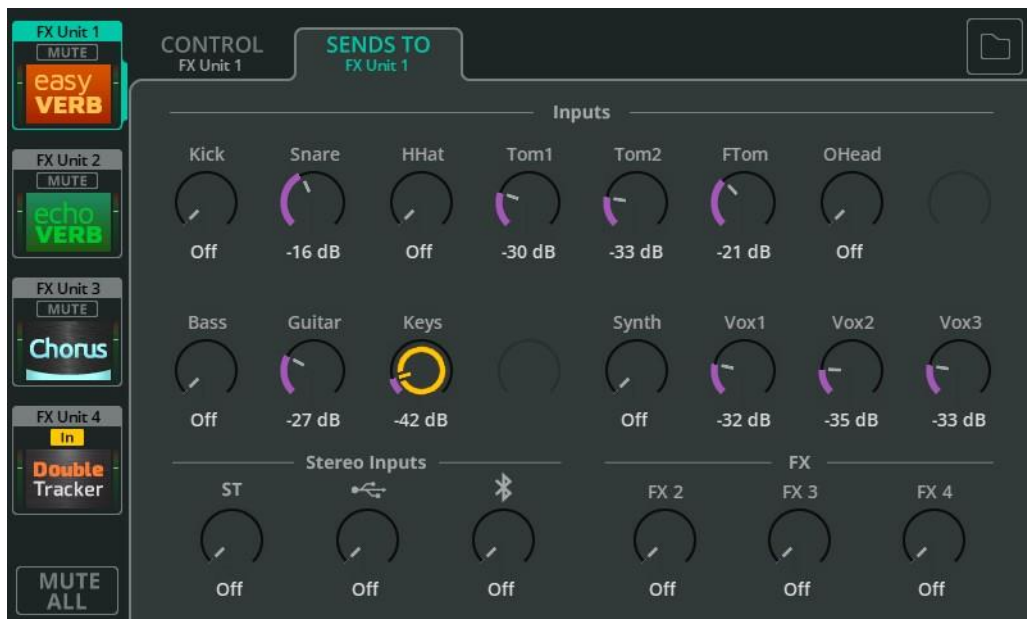 FX Unit 1
MUTE
easy
VERB
FX Unit 2
MUTE
echo
VERB
FX Unit 3
MUTE
Chorus
FX Unit 4
In
Double
Tracker
MUTE
ALL
CONTROL
FX Unit 1
SENDS TO
FX Unit 1
Inputs
Kick Snare HHat Tom1 Tom2 FTom OHead
Off -16 dB Off -30 dB -33 dB -21 dB Off
Bass Guitar Keys Synth Vox1 Vox2 Vox3
Off -27 dB -42 dB Off -32 dB -35 dB -33 dB
Stereo Inputs FX
ST FX 2 FX 3 FX 4
Off Off Off Off Off Off